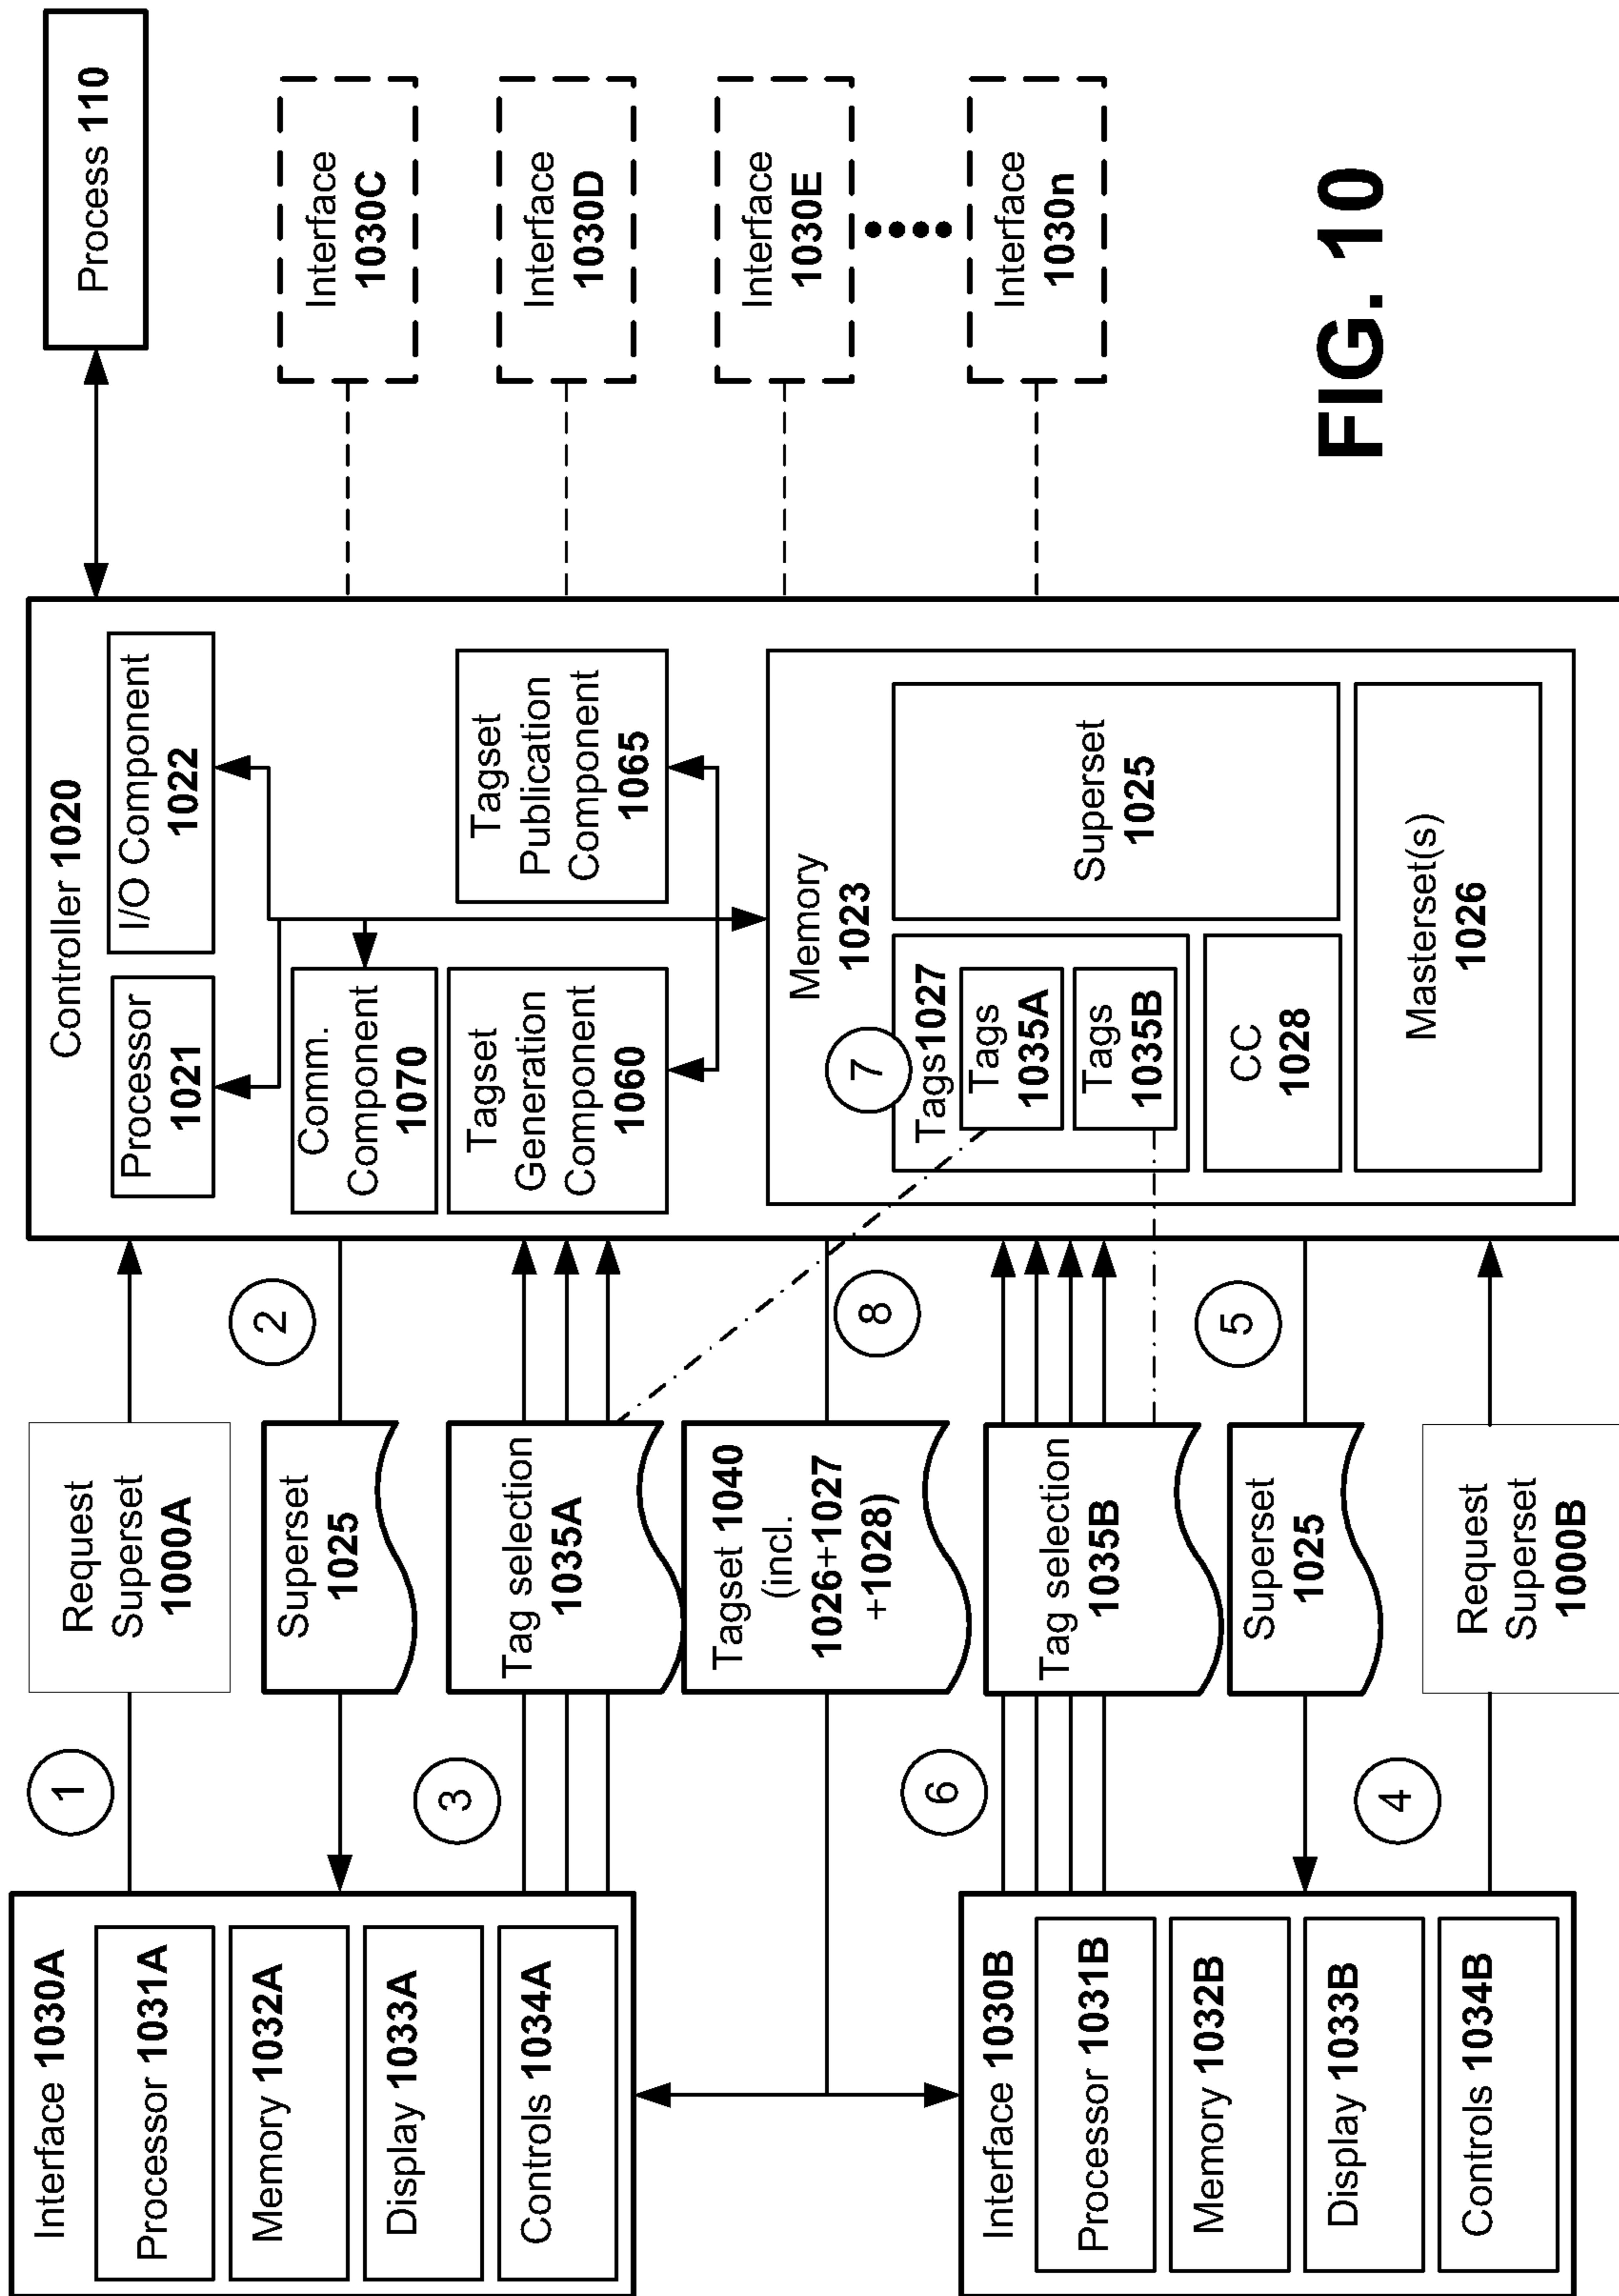 Interface 1030A
Processor 1031A
Memory 1032A
Display 1033A
Controls 1034A
Interface 1030B
Processor 1031B
Memory 1032B
Display 1033B
Controls 1034B
1
Request
Superset
1000A
2
Superset
1025
3
Tag selection
1035A
Tagset 1040
(incl.
1026+1027
+1028)
8
6
Tag selection
1035B
5
Superset
1025
4
Request
Superset
1000B
Controller 1020
Processor
1021
I/O Component
1022
Comm.
Component
1070
Tagset
Generation
Component
1060
Tagset
Publication
Component
1065
Memory
1023
7
Tags1027
Tags
1035A
Tags
1035B
Superset
1025
CC
1028
Masterset(s)
1026
Process 110
Interface
1030C
Interface
1030D
Interface
1030E
Interface
1030n
FIG. 10